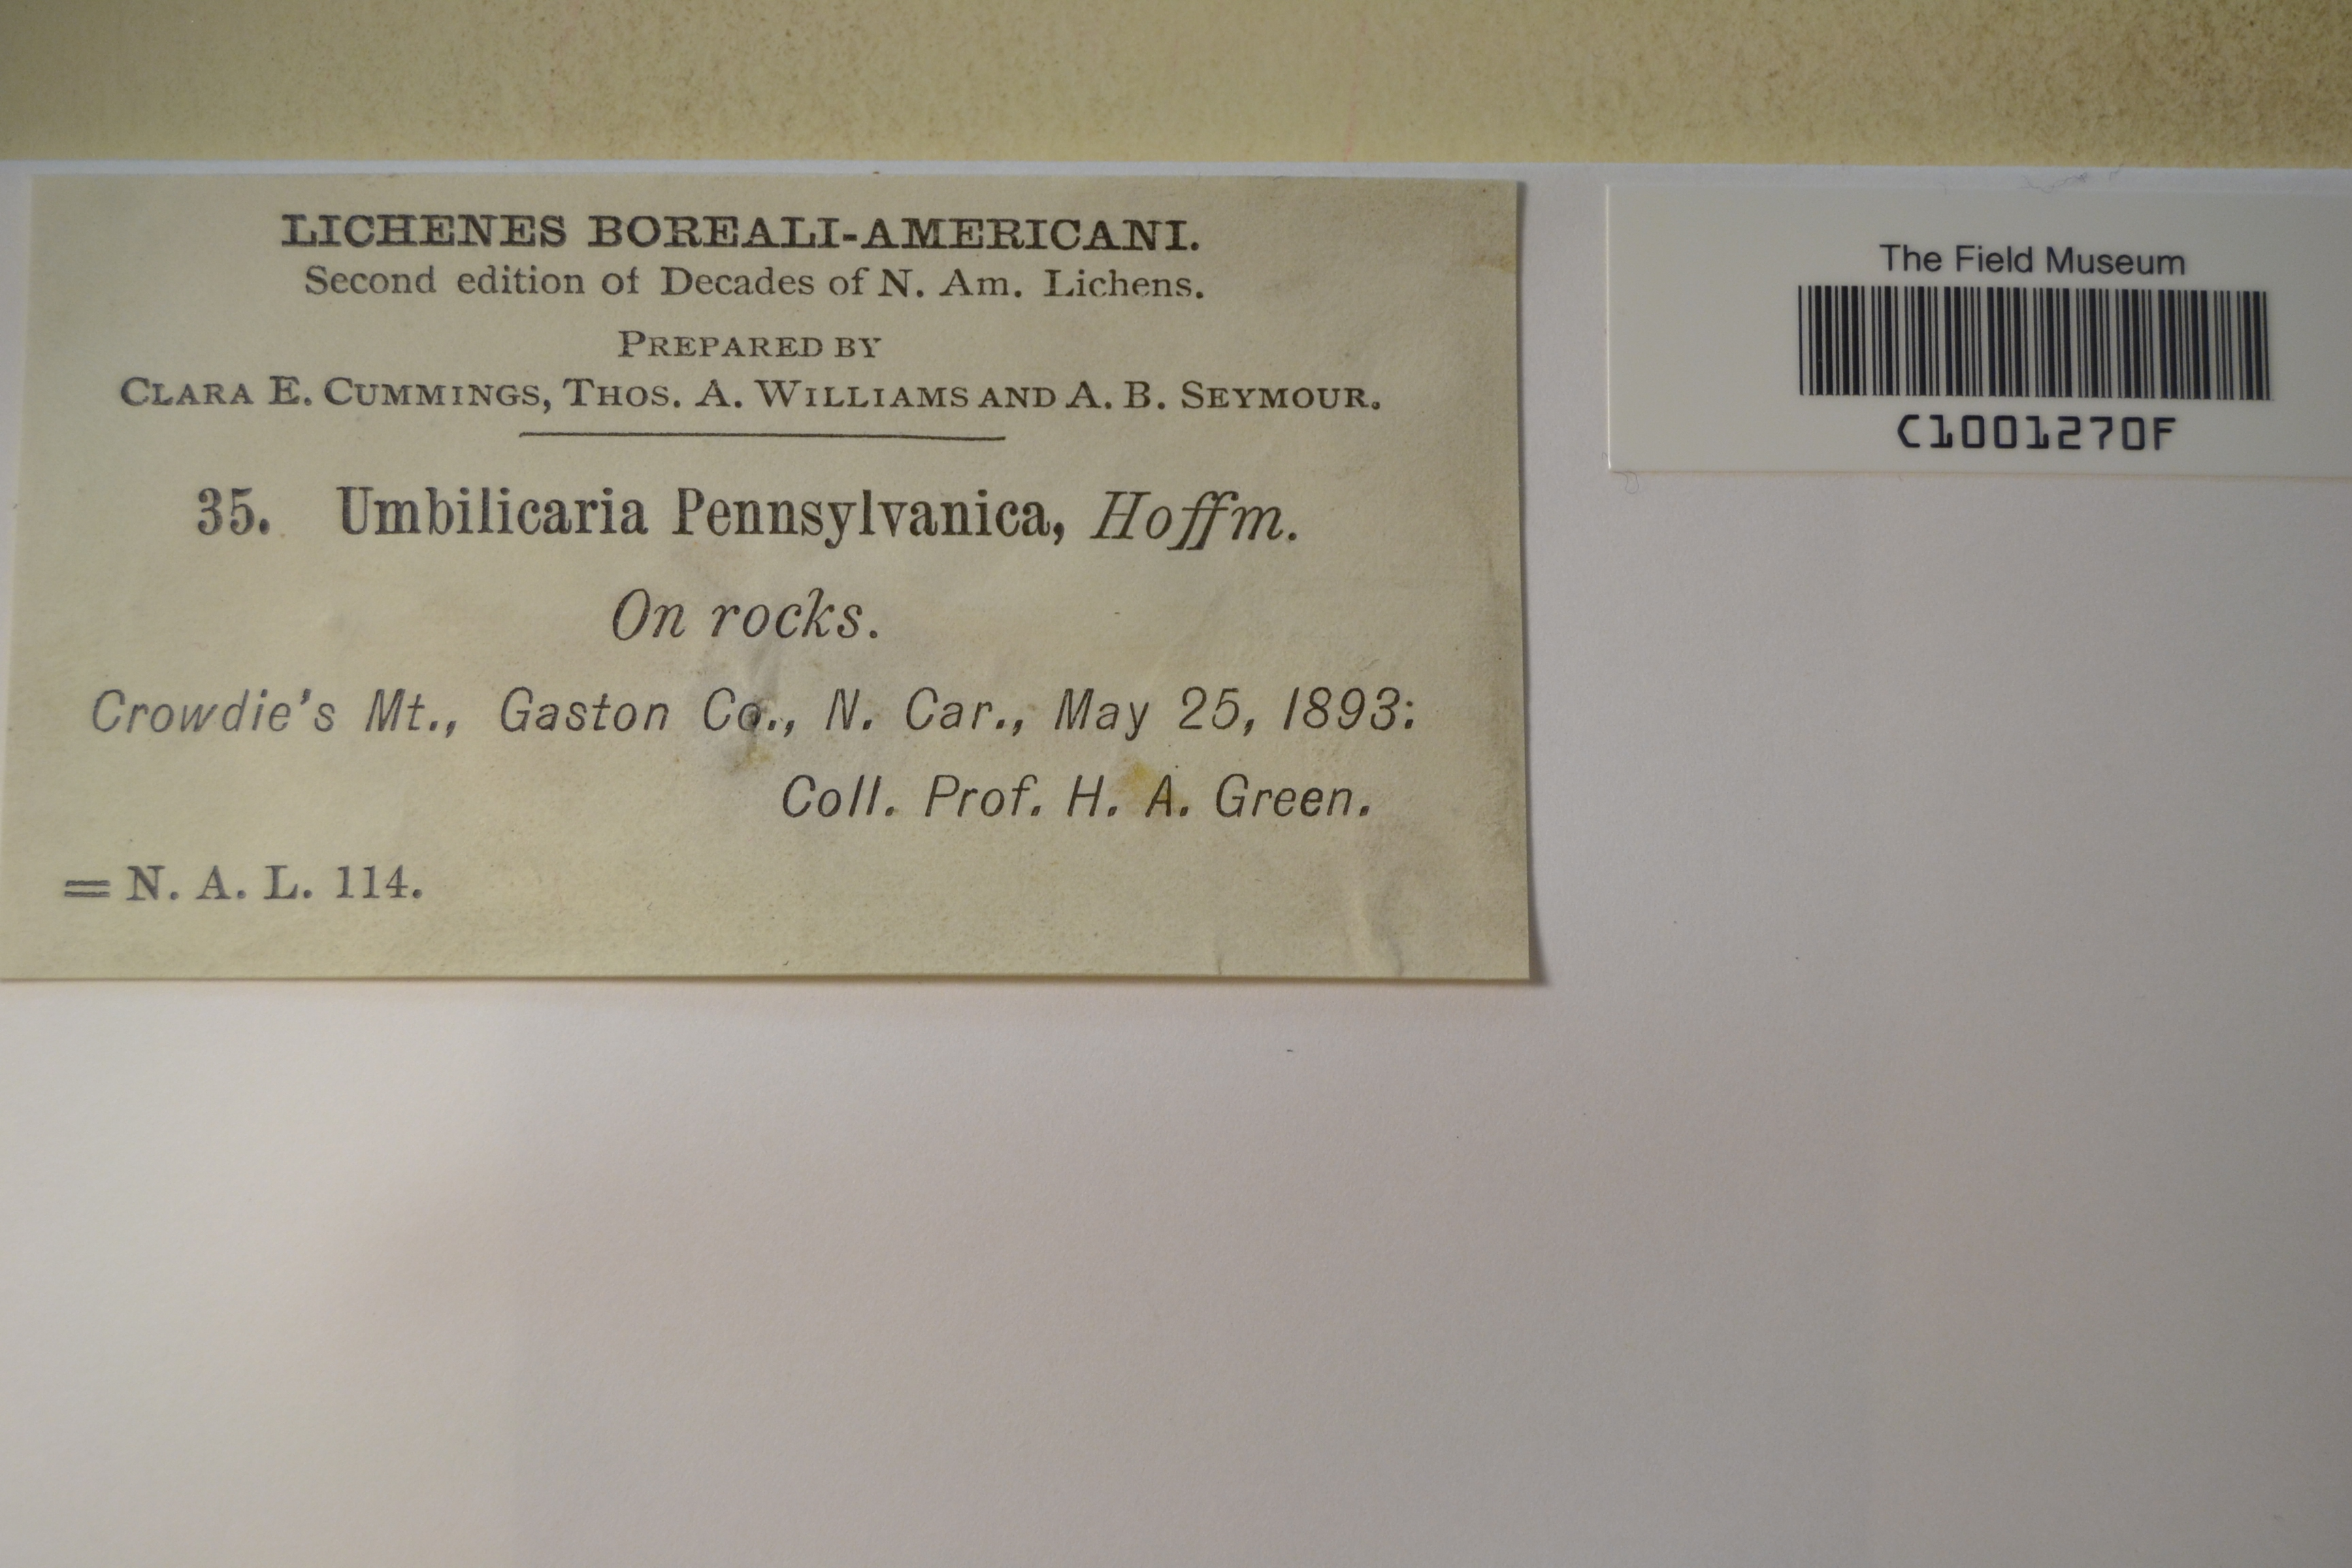 LICHENES BOREALI-AMERICANI.
Second edition of Decades of N. Am. Lichens.
PREPARED BY
CLARA E. CUMMINGS, THOS. A. WILLIAMS AND A. B. SEYMOUR.
35. Umbilicaria Pennsylvanica, Hoffm.
On rocks.
Crowdie's Mt., Gaston Co., N. Car., May 25, 1893:
Coll. Prof. H. A. Green.
= N. A. L. 114.
The Field Museum
C1001270F